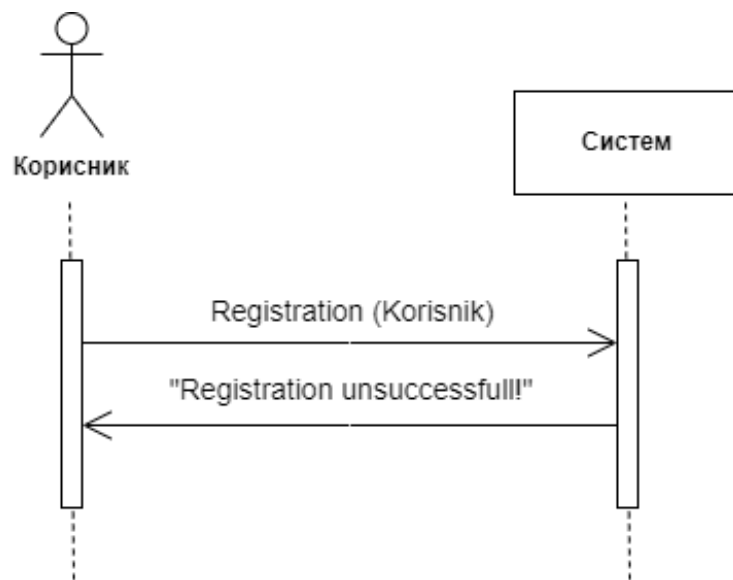 Корисник
Систем
Registration (Korisnik)
"Registration unsuccessfull!"